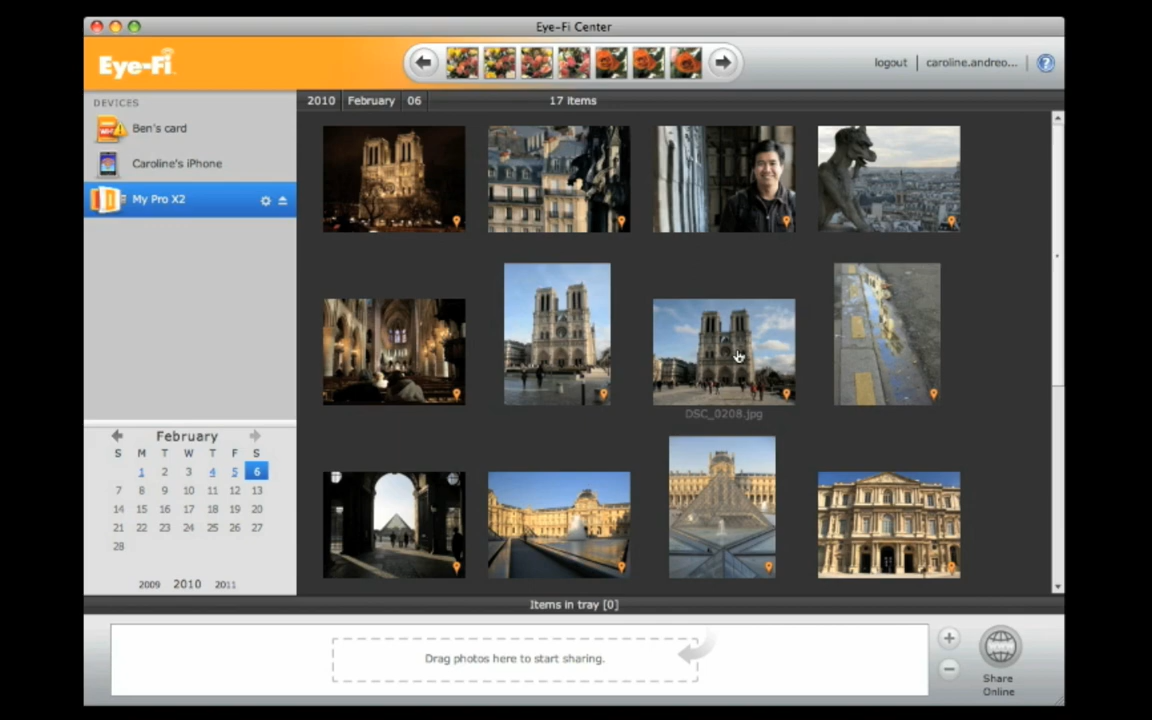 Eye-Fi Center
Eye-Fi
logout
caroline.andreo...
?
DEVICES
Ben's card
Caroline's iPhone
My Pro X2
2010 February 06
17 items
DSC_0208.jpg
February
S M T W T F S
1 2 3 4 5 6
7 8 9 10 11 12 13
14 15 16 17 18 19 20
21 22 23 24 25 26 27
28
2009 2010 2011
Items in tray [0]
Drag photos here to start sharing.
Share
Online